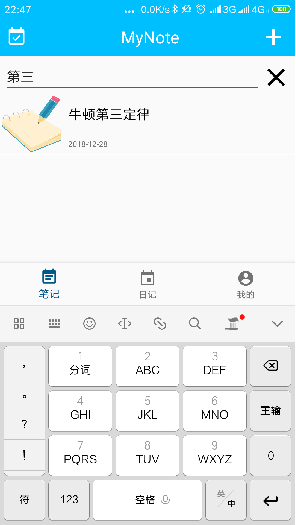 22:47 ... 0.0K/s 3G 4G
MyNote
第三
牛顿第三定律
2018-12-28
笔记 日记 我的
，
。
?
!
1 分词
2 ABC
3 DEF
4 GHI
5 JKL
6 MNO
重输
7 PQRS
8 TUV
9 WXYZ
0
符 123 空格 英/中